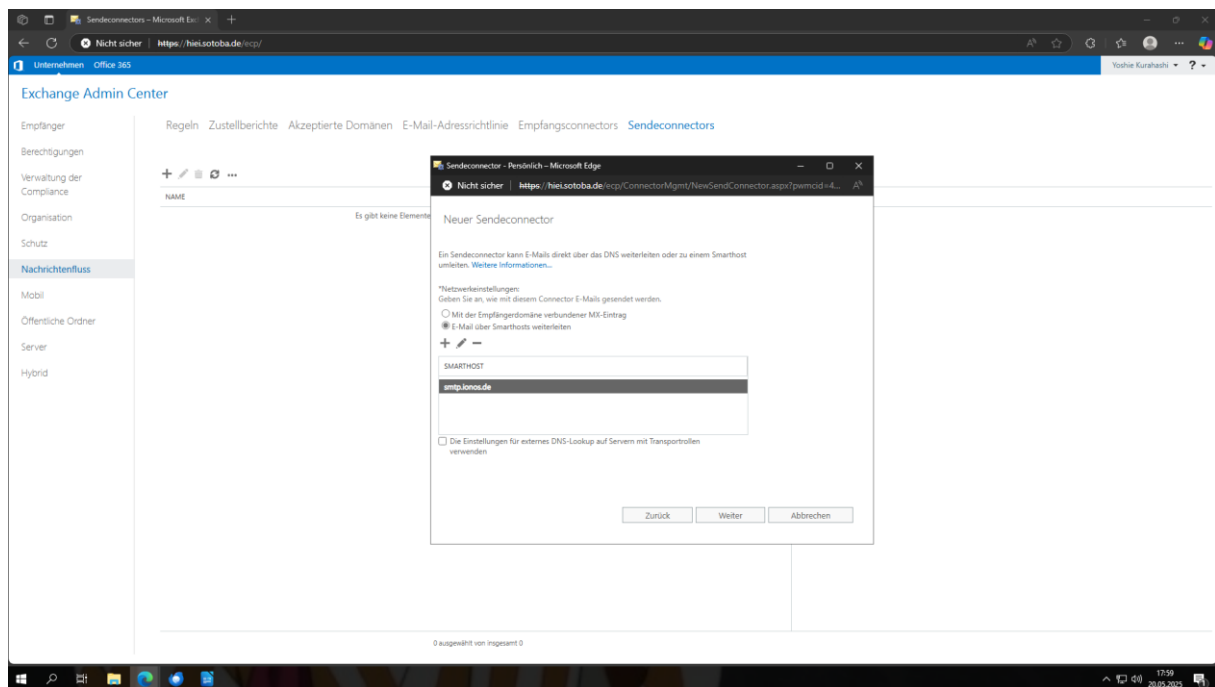 Sendeconnectors – Microsoft Exc
Nicht sicher https://hiei.sotoba.de/ecp/
Unternehmen Office 365
Yoshie Kurahashi ?
Exchange Admin Center
Empfänger
Berechtigungen
Verwaltung der
Compliance
Organisation
Schutz
Nachrichtenfluss
Mobil
Öffentliche Ordner
Server
Hybrid
Regeln Zustellberichte Akzeptierte Domänen E-Mail-Adressrichtlinie Empfangsconnectors Sendeconnectors
NAME
Es gibt keine Elemente
Sendeconnector - Persönlich – Microsoft Edge
Nicht sicher https://hiei.sotoba.de/ecp/ConnectorMgmt/NewSendConnector.aspx?pwmcid=4...
Neuer Sendeconnector
Ein Sendeconnector kann E-Mails direkt über das DNS weiterleiten oder zu einem Smarthost
umleiten. Weitere Informationen...
*Netzwerkeinstellungen:
Geben Sie an, wie mit diesem Connector E-Mails gesendet werden.
Mit der Empfängerdomäne verbundener MX-Eintrag
E-Mail über Smarthosts weiterleiten
SMARTHOST
smtp.ionos.de
Die Einstellungen für externes DNS-Lookup auf Servern mit Transportrollen
verwenden
Zurück Weiter Abbrechen
0 ausgewählt von insgesamt 0
17:59
20.05.2025